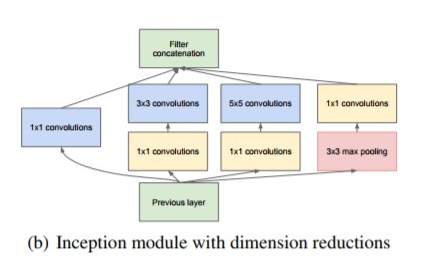 Filter
concatenation
3x3 convolutions
5x5 convolutions
1x1 convolutions
1x1 convolutions
1x1 convolutions
1x1 convolutions
3x3 max pooling
Previous layer
(b) Inception module with dimension reductions